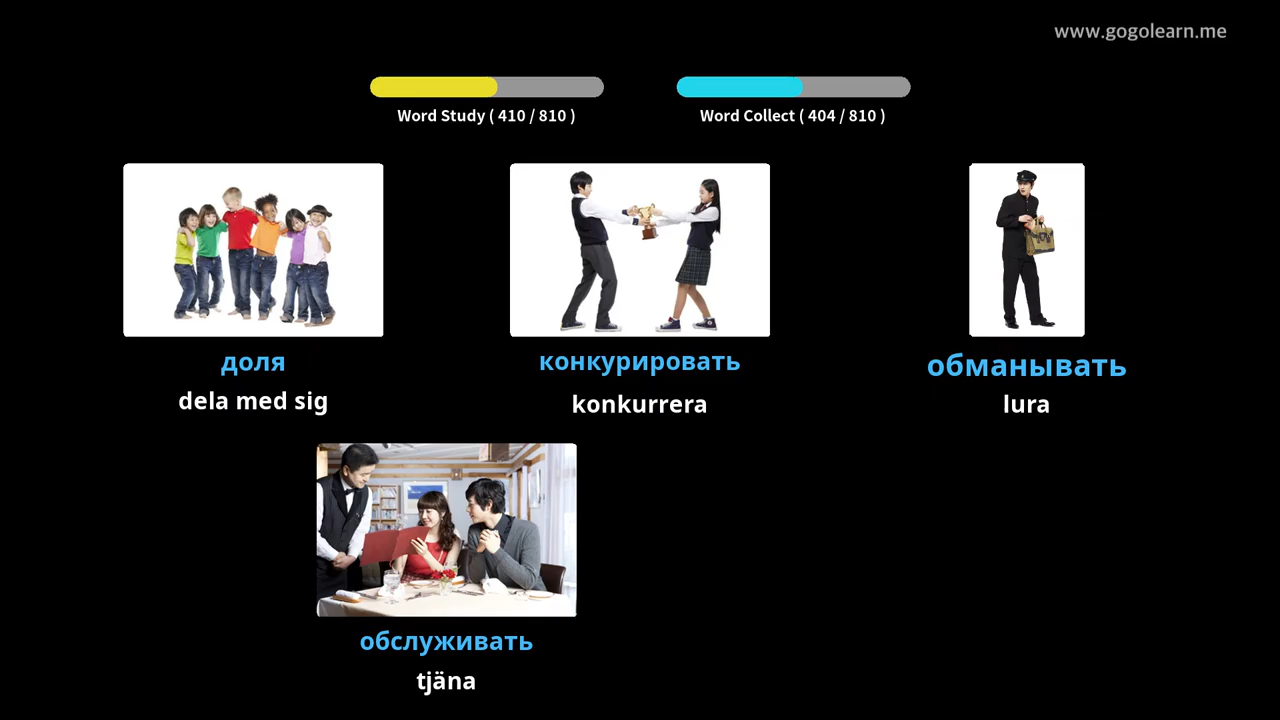 www.gogolearn.me
Word Study ( 410 / 810 )
Word Collect ( 404 / 810 )
доля
dela med sig
конкурировать
konkurrera
обманывать
lura
обслуживать
tjäna